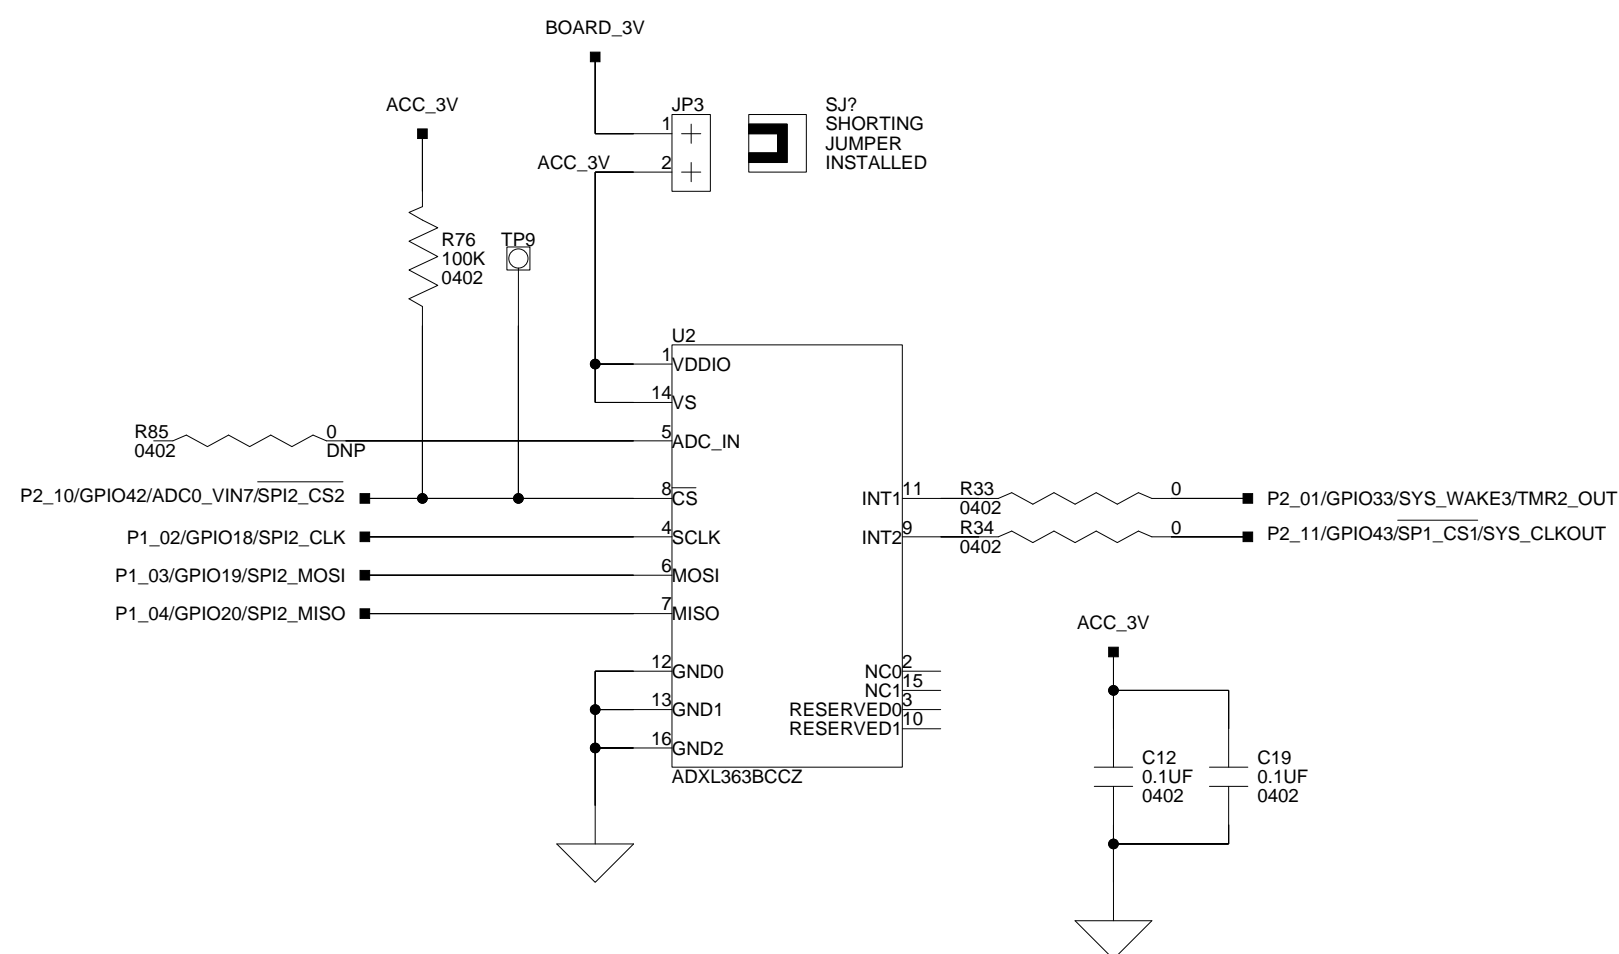 BOARD_3V
ACC_3V
JP3
1
2
ACC_3V
SJ?
SHORTING
JUMPER
INSTALLED
R76
100K
0402
TP9
U2
1 VDDIO
14 VS
R85 0
0402 DNP
5 ADC_IN
P2_10/GPIO42/ADC0_VIN7/SPI2_CS2
8 CS
P1_02/GPIO18/SPI2_CLK
4 SCLK
P1_03/GPIO19/SPI2_MOSI
6 MOSI
P1_04/GPIO20/SPI2_MISO
7 MISO
12 GND0
13 GND1
16 GND2
INT1 11
R33 0
0402
P2_01/GPIO33/SYS_WAKE3/TMR2_OUT
INT2 9
R34 0
0402
P2_11/GPIO43/SP1_CS1/SYS_CLKOUT
NC0 2
NC1 15
RESERVED0 3
RESERVED1 10
ADXL363BCCZ
ACC_3V
C12
0.1UF
0402
C19
0.1UF
0402